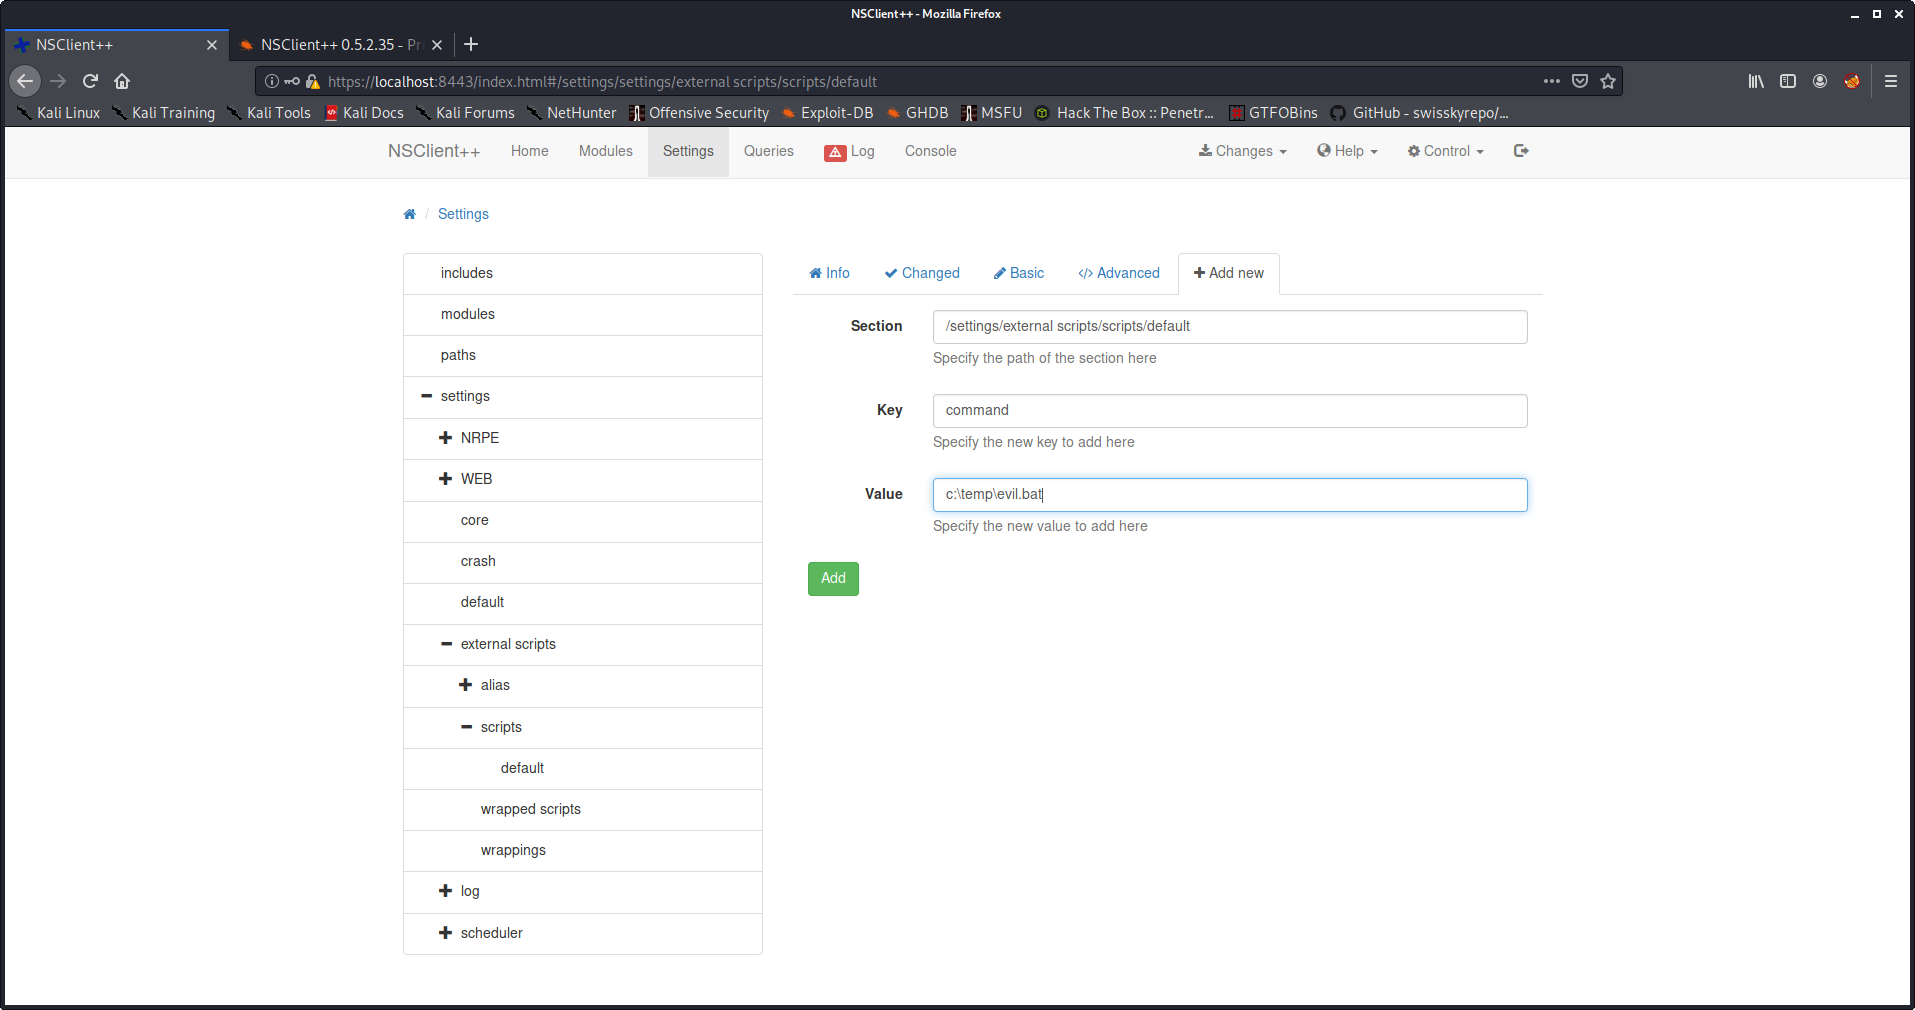 NSClient++ - Mozilla Firefox
NSClient++
NSClient++ 0.5.2.35 - Pri
https://localhost:8443/index.html#/settings/settings/external scripts/scripts/default
Kali Linux Kali Training Kali Tools Kali Docs Kali Forums NetHunter Offensive Security Exploit-DB GHDB MSFU Hack The Box :: Penetr... GTFOBins GitHub - swisskyrepo/...
NSClient++ Home Modules Settings Queries Log Console Changes Help Control
/ Settings
includes
modules
paths
settings
NRPE
WEB
core
crash
default
external scripts
alias
scripts
default
wrapped scripts
wrappings
log
scheduler
Info Changed Basic </> Advanced Add new
Section /settings/external scripts/scripts/default
Specify the path of the section here
Key command
Specify the new key to add here
Value c:\temp\evil.bat
Specify the new value to add here
Add